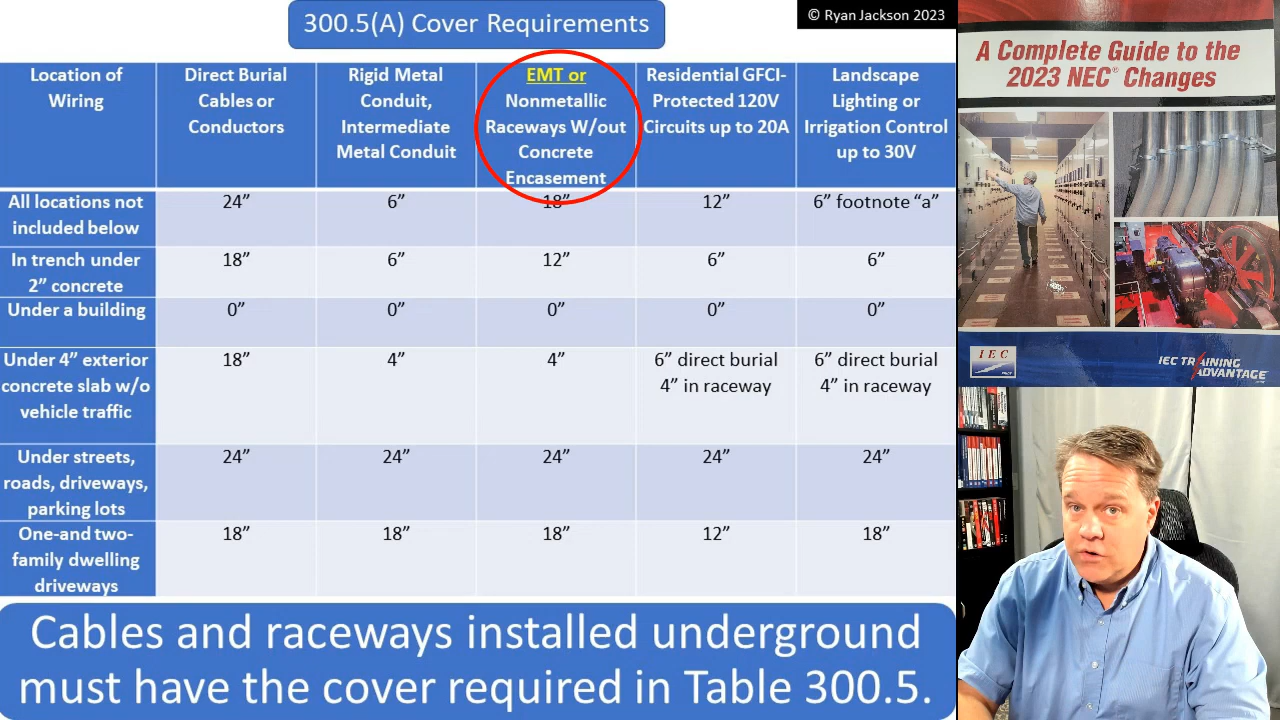 300.5(A) Cover Requirements
© Ryan Jackson 2023
Location of
Wiring
Direct Burial
Cables or
Conductors
Rigid Metal
Conduit,
Intermediate
Metal Conduit
EMT or
Nonmetallic
Raceways W/out
Concrete
Encasement
Residential GFCI-
Protected 120V
Circuits up to 20A
Landscape
Lighting or
Irrigation Control
up to 30V
All locations not
included below
24”
6”
18”
12”
6” footnote “a”
In trench under
2” concrete
18”
6”
12”
6”
6”
Under a building
0”
0”
0”
0”
0”
Under 4” exterior
concrete slab w/o
vehicle traffic
18”
4”
4”
6” direct burial
4” in raceway
6” direct burial
4” in raceway
Under streets,
roads, driveways,
parking lots
24”
24”
24”
24”
24”
One-and two-
family dwelling
driveways
18”
18”
18”
12”
18”
Cables and raceways installed underground
must have the cover required in Table 300.5.
A Complete Guide to the
2023 NEC® Changes
IEC
IEC TRAINING
ADVANTAGE